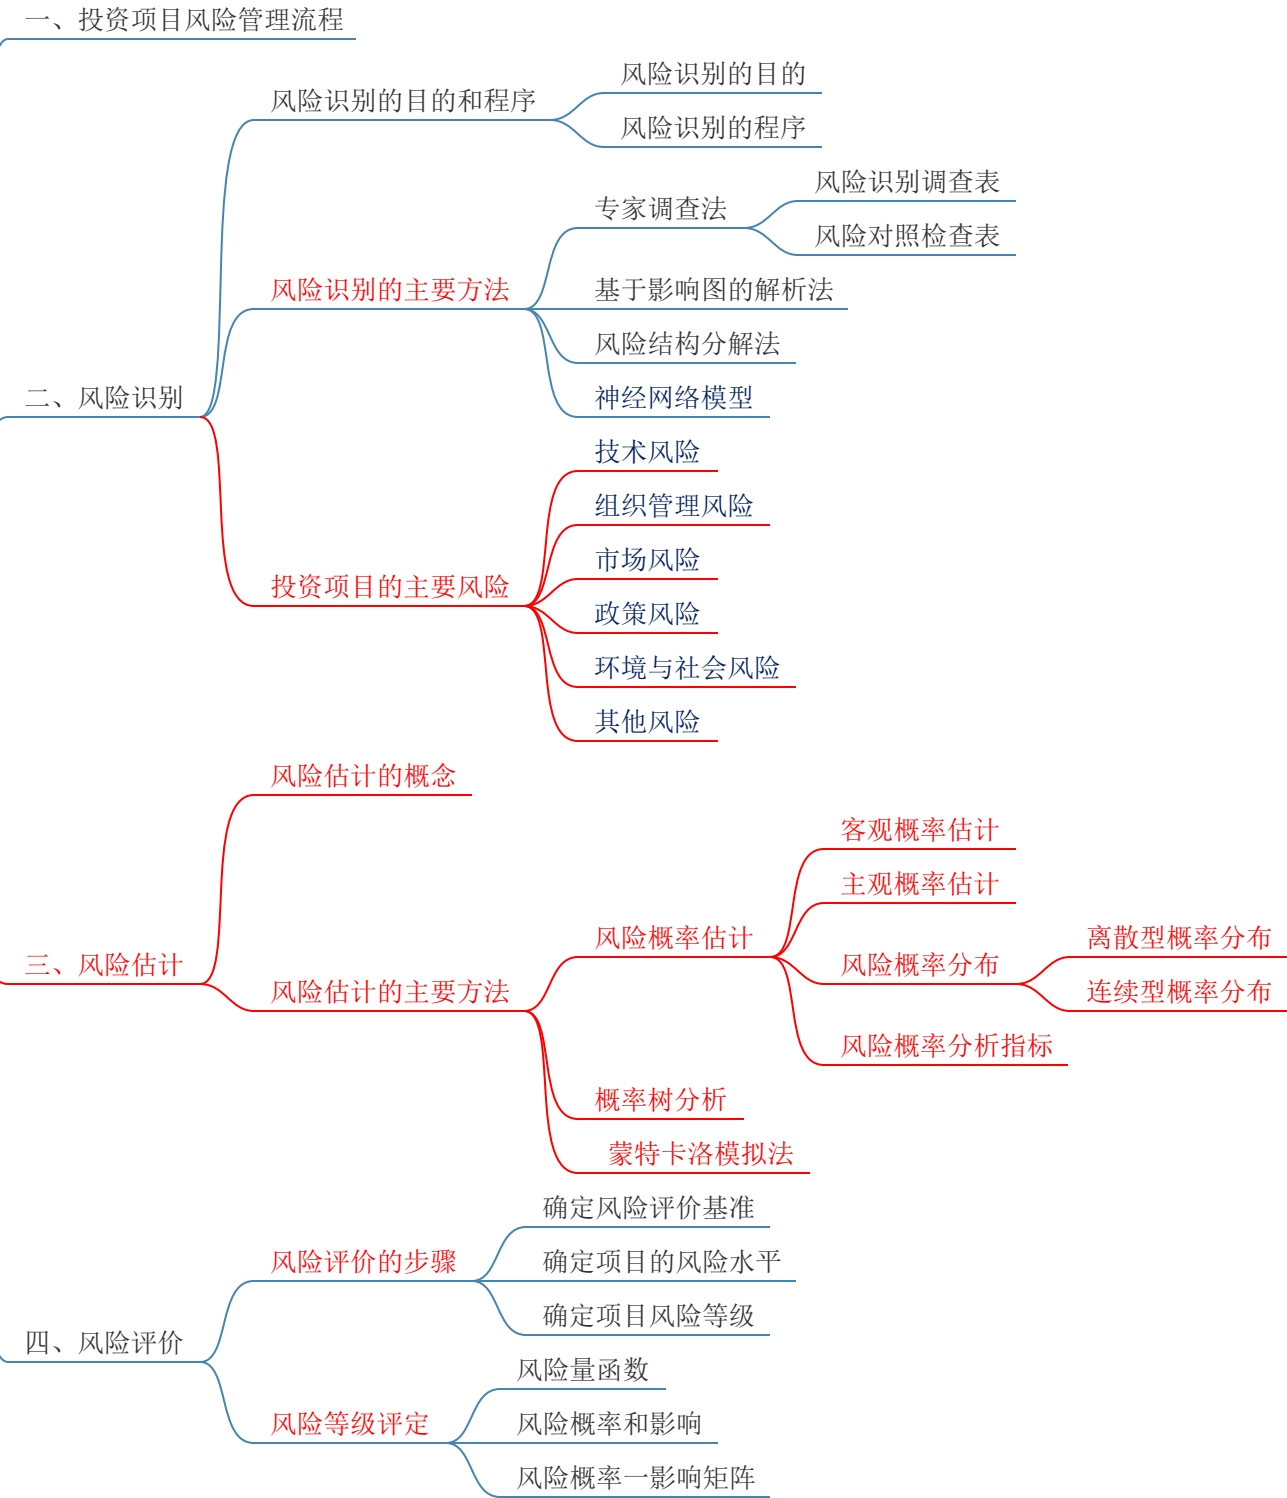 一、投资项目风险管理流程
风险识别的目的
风险识别的目的和程序
风险识别的程序
风险识别调查表
专家调查法
风险对照检查表
风险识别的主要方法
基于影响图的解析法
风险结构分解法
二、风险识别
神经网络模型
技术风险
组织管理风险
市场风险
投资项目的主要风险
政策风险
环境与社会风险
其他风险
风险估计的概念
客观概率估计
主观概率估计
风险概率估计
离散型概率分布
三、风险估计
风险概率分布
风险估计的主要方法
连续型概率分布
风险概率分析指标
概率树分析
蒙特卡洛模拟法
确定风险评价基准
风险评价的步骤
确定项目的风险水平
确定项目风险等级
四、风险评价
风险量函数
风险等级评定
风险概率和影响
风险概率一影响矩阵